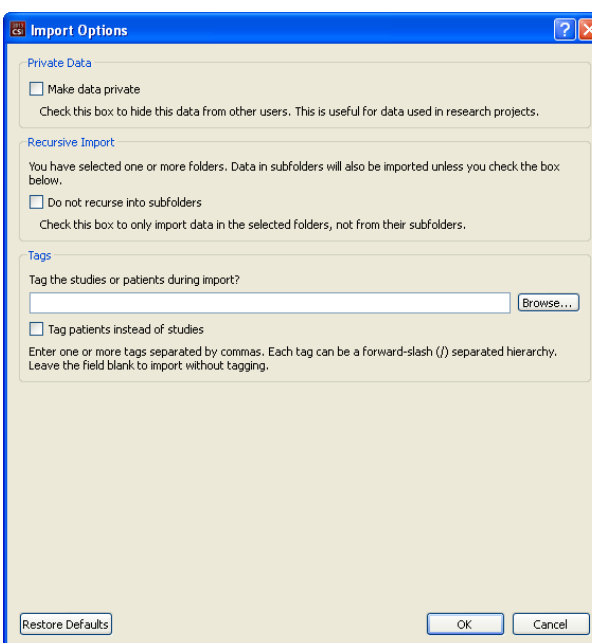 2013
CSI
Import Options
Private Data
Make data private
Check this box to hide this data from other users. This is useful for data used in research projects.
Recursive Import
You have selected one or more folders. Data in subfolders will also be imported unless you check the box
below.
Do not recurse into subfolders
Check this box to only import data in the selected folders, not from their subfolders.
Tags
Tag the studies or patients during import?
Browse...
Tag patients instead of studies
Enter one or more tags separated by commas. Each tag can be a forward-slash (/) separated hierarchy.
Leave the field blank to import without tagging.
Restore Defaults
OK
Cancel